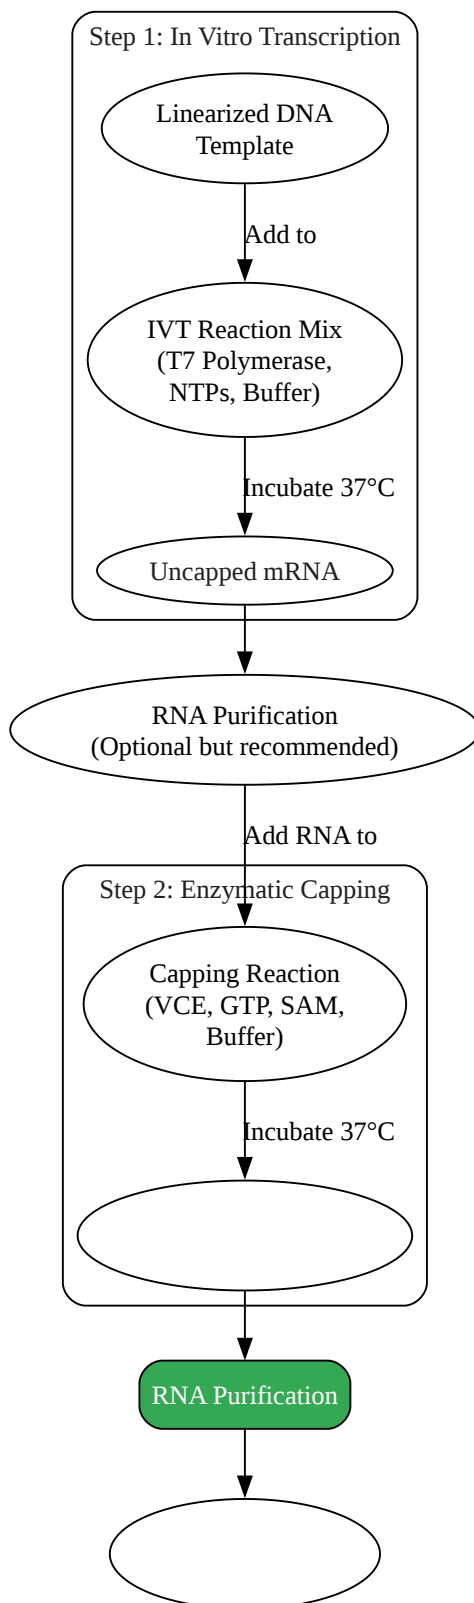 Step 1: In Vitro Transcription
Linearized DNA
Template
Add to
IVT Reaction Mix
(T7 Polymerase,
NTPs, Buffer)
Incubate 37°C
Uncapped mRNA
RNA Purification
(Optional but recommended)
Add RNA to
Step 2: Enzymatic Capping
Capping Reaction
(VCE, GTP, SAM,
Buffer)
Incubate 37°C
RNA Purification